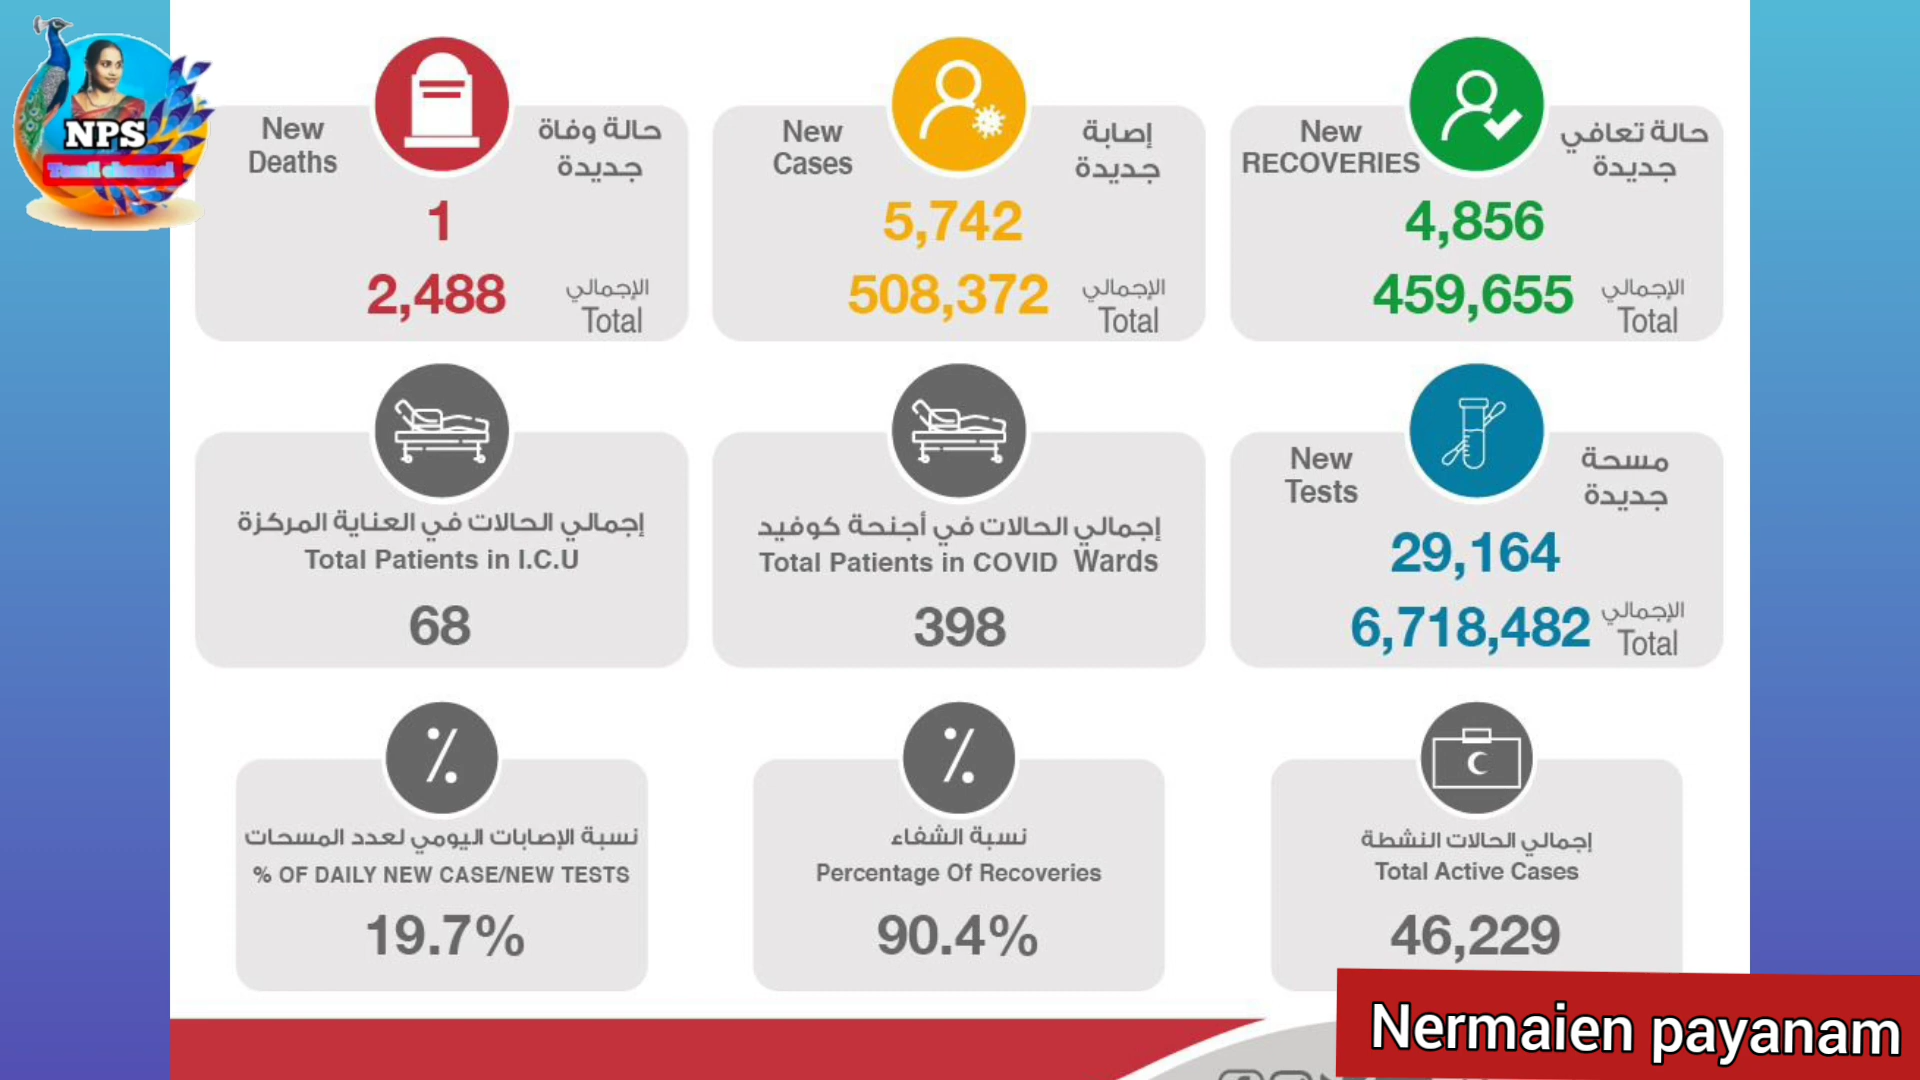 NPS
Tamil channel
New
Deaths
حالة وفاة
جديدة
1
2,488
الإجمالي
Total
New
Cases
إصابة
جديدة
5,742
508,372
الإجمالي
Total
New
RECOVERIES
حالة تعافي
جديدة
4,856
459,655
الإجمالي
Total
إجمالي الحالات في العناية المركزة
Total Patients in I.C.U
68
إجمالي الحالات في أجنحة كوفيد
Total Patients in COVID Wards
398
New
Tests
مسحة
جديدة
29,164
6,718,482
الإجمالي
Total
نسبة الإصابات اليومي لعدد المسحات
% OF DAILY NEW CASE/NEW TESTS
19.7%
نسبة الشفاء
Percentage Of Recoveries
90.4%
إجمالي الحالات النشطة
Total Active Cases
46,229
Nermaien payanam